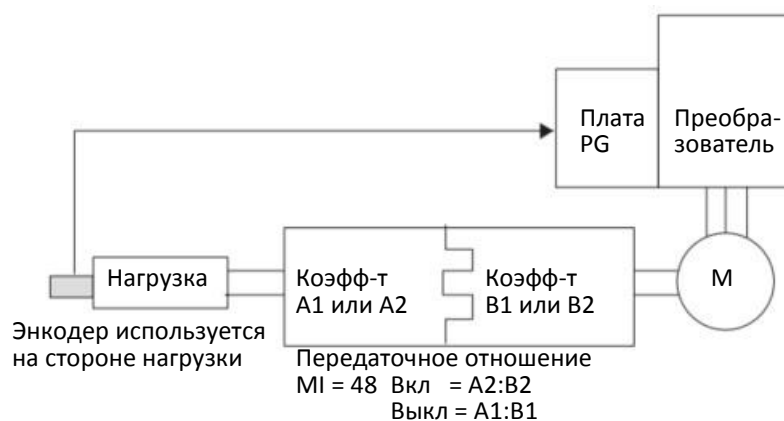 Плата
PG
Преобра-
зователь
Нагрузка
Коэфф-т
A1 или A2
Коэфф-т
B1 или B2
М
Энкодер используется
на стороне нагрузки
Передаточное отношение
MI = 48 Вкл = A2:B2
Выкл = A1:B1